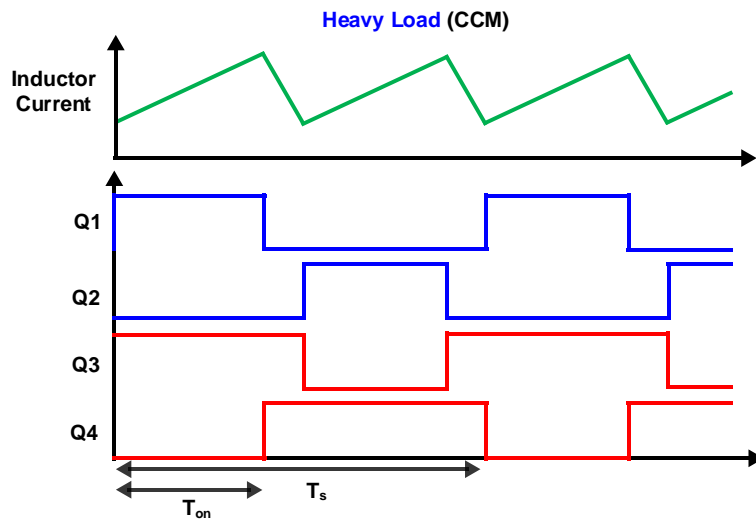 Heavy Load (CCM)
Inductor
Current
Q1
Q2
Q3
Q4
Ts
Ton